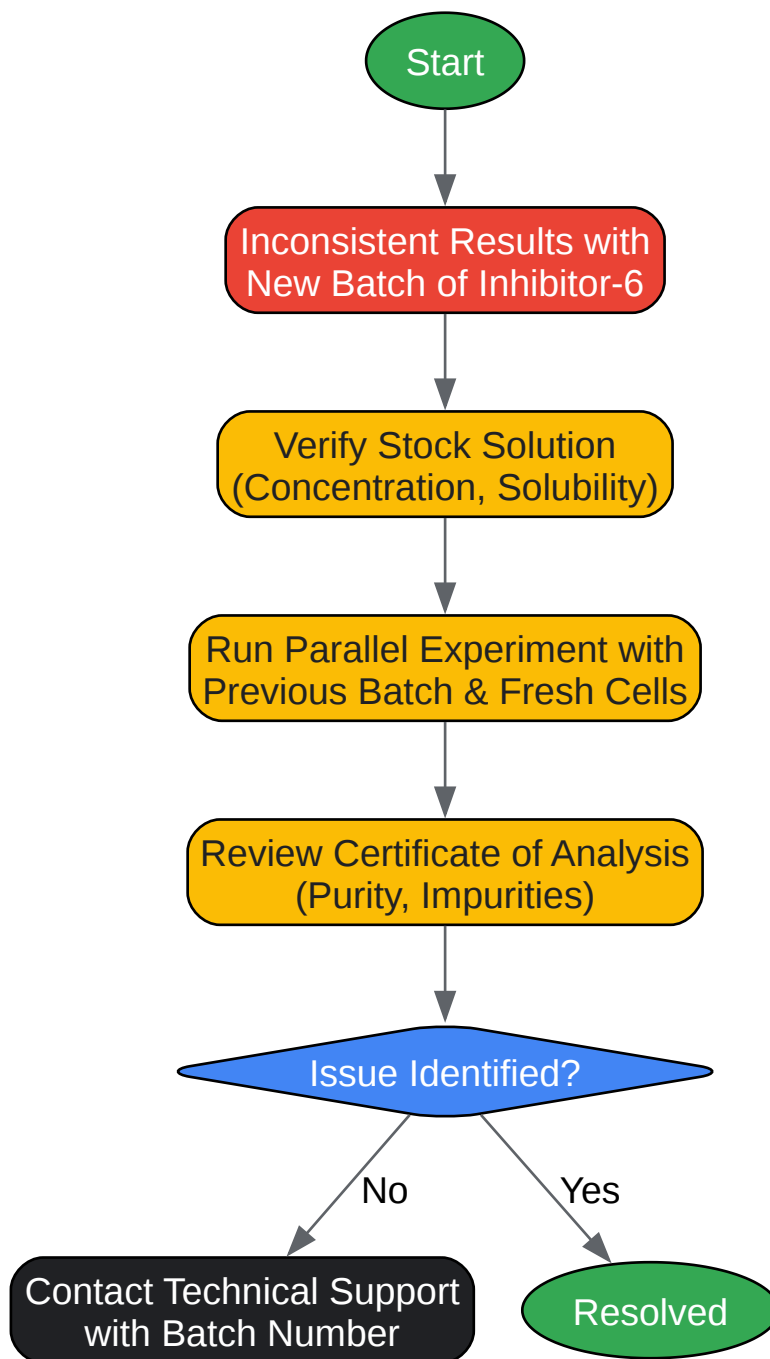 Start
Inconsistent Results with
New Batch of Inhibitor-6
Verify Stock Solution
(Concentration, Solubility)
Run Parallel Experiment with
Previous Batch & Fresh Cells
Review Certificate of Analysis
(Purity, Impurities)
Issue Identified?
No
Yes
Contact Technical Support
with Batch Number
Resolved